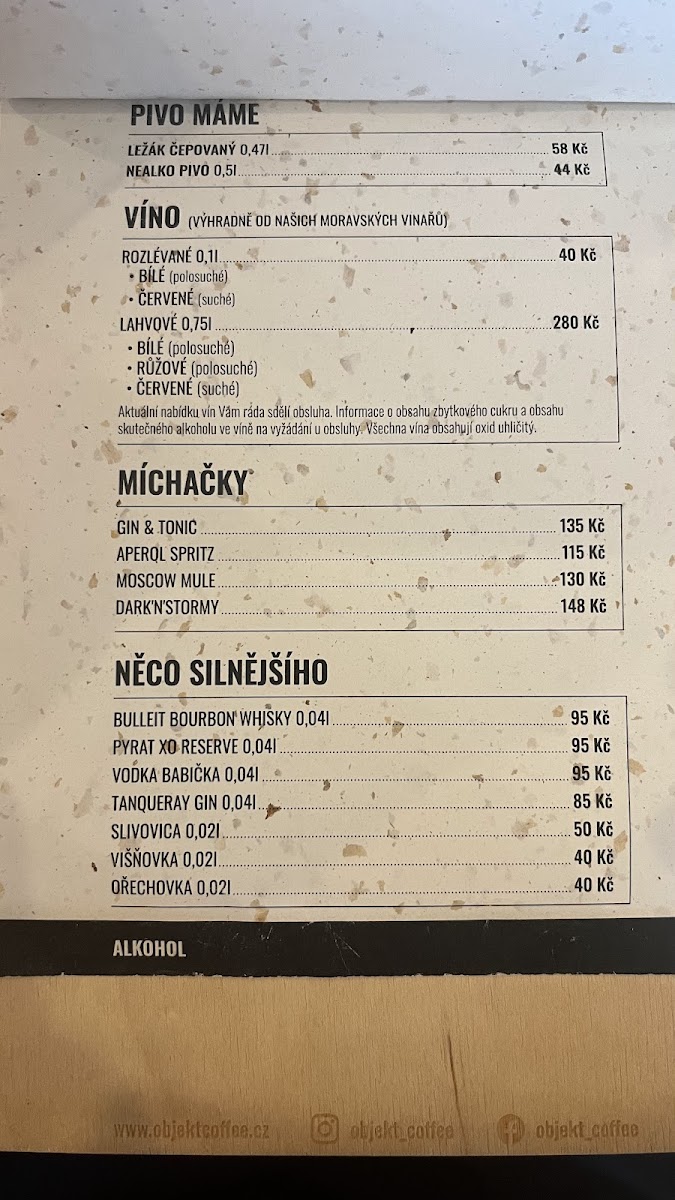 PIVO MÁME
LEŽÁK ČEPOVANÝ 0,47l 58 Kč
NEALKO PIVO 0,5l 44 Kč
VÍNO (VÝHRADNĚ OD NAŠICH MORAVSKÝCH VINAŘŮ)
ROZLÉVANÉ 0,1l 40 Kč
• BÍLÉ (polosuché)
• ČERVENÉ (suché)
LAHVOVÉ 0,75l 280 Kč
• BÍLÉ (polosuché)
• RŮŽOVÉ (polosuché)
• ČERVENÉ (suché)
Aktuální nabídku vín Vám ráda sdělí obsluha. Informace o obsahu zbytkového cukru a obsahu
skutečného alkoholu ve víně na vyžádání u obsluhy. Všechna vína obsahují oxid uhličitý.
MÍCHAČKY
GIN & TONIC 135 Kč
APEROL SPRITZ 115 Kč
MOSCOW MULE 130 Kč
DARK'N'STORMY 148 Kč
NĚCO SILNĚJŠÍHO
BULLEIT BOURBON WHISKY 0,04l 95 Kč
PYRAT XO RESERVE 0,04l 95 Kč
VODKA BABIČKA 0,04l 95 Kč
TANQUERAY GIN 0,04l 85 Kč
SLIVOVICA 0,02l 50 Kč
VIŠŇOVKA 0,02l 40 Kč
OŘECHOVKA 0,02l 40 Kč
ALKOHOL
www.objektcoffee.cz objekt_coffee objekt_coffee